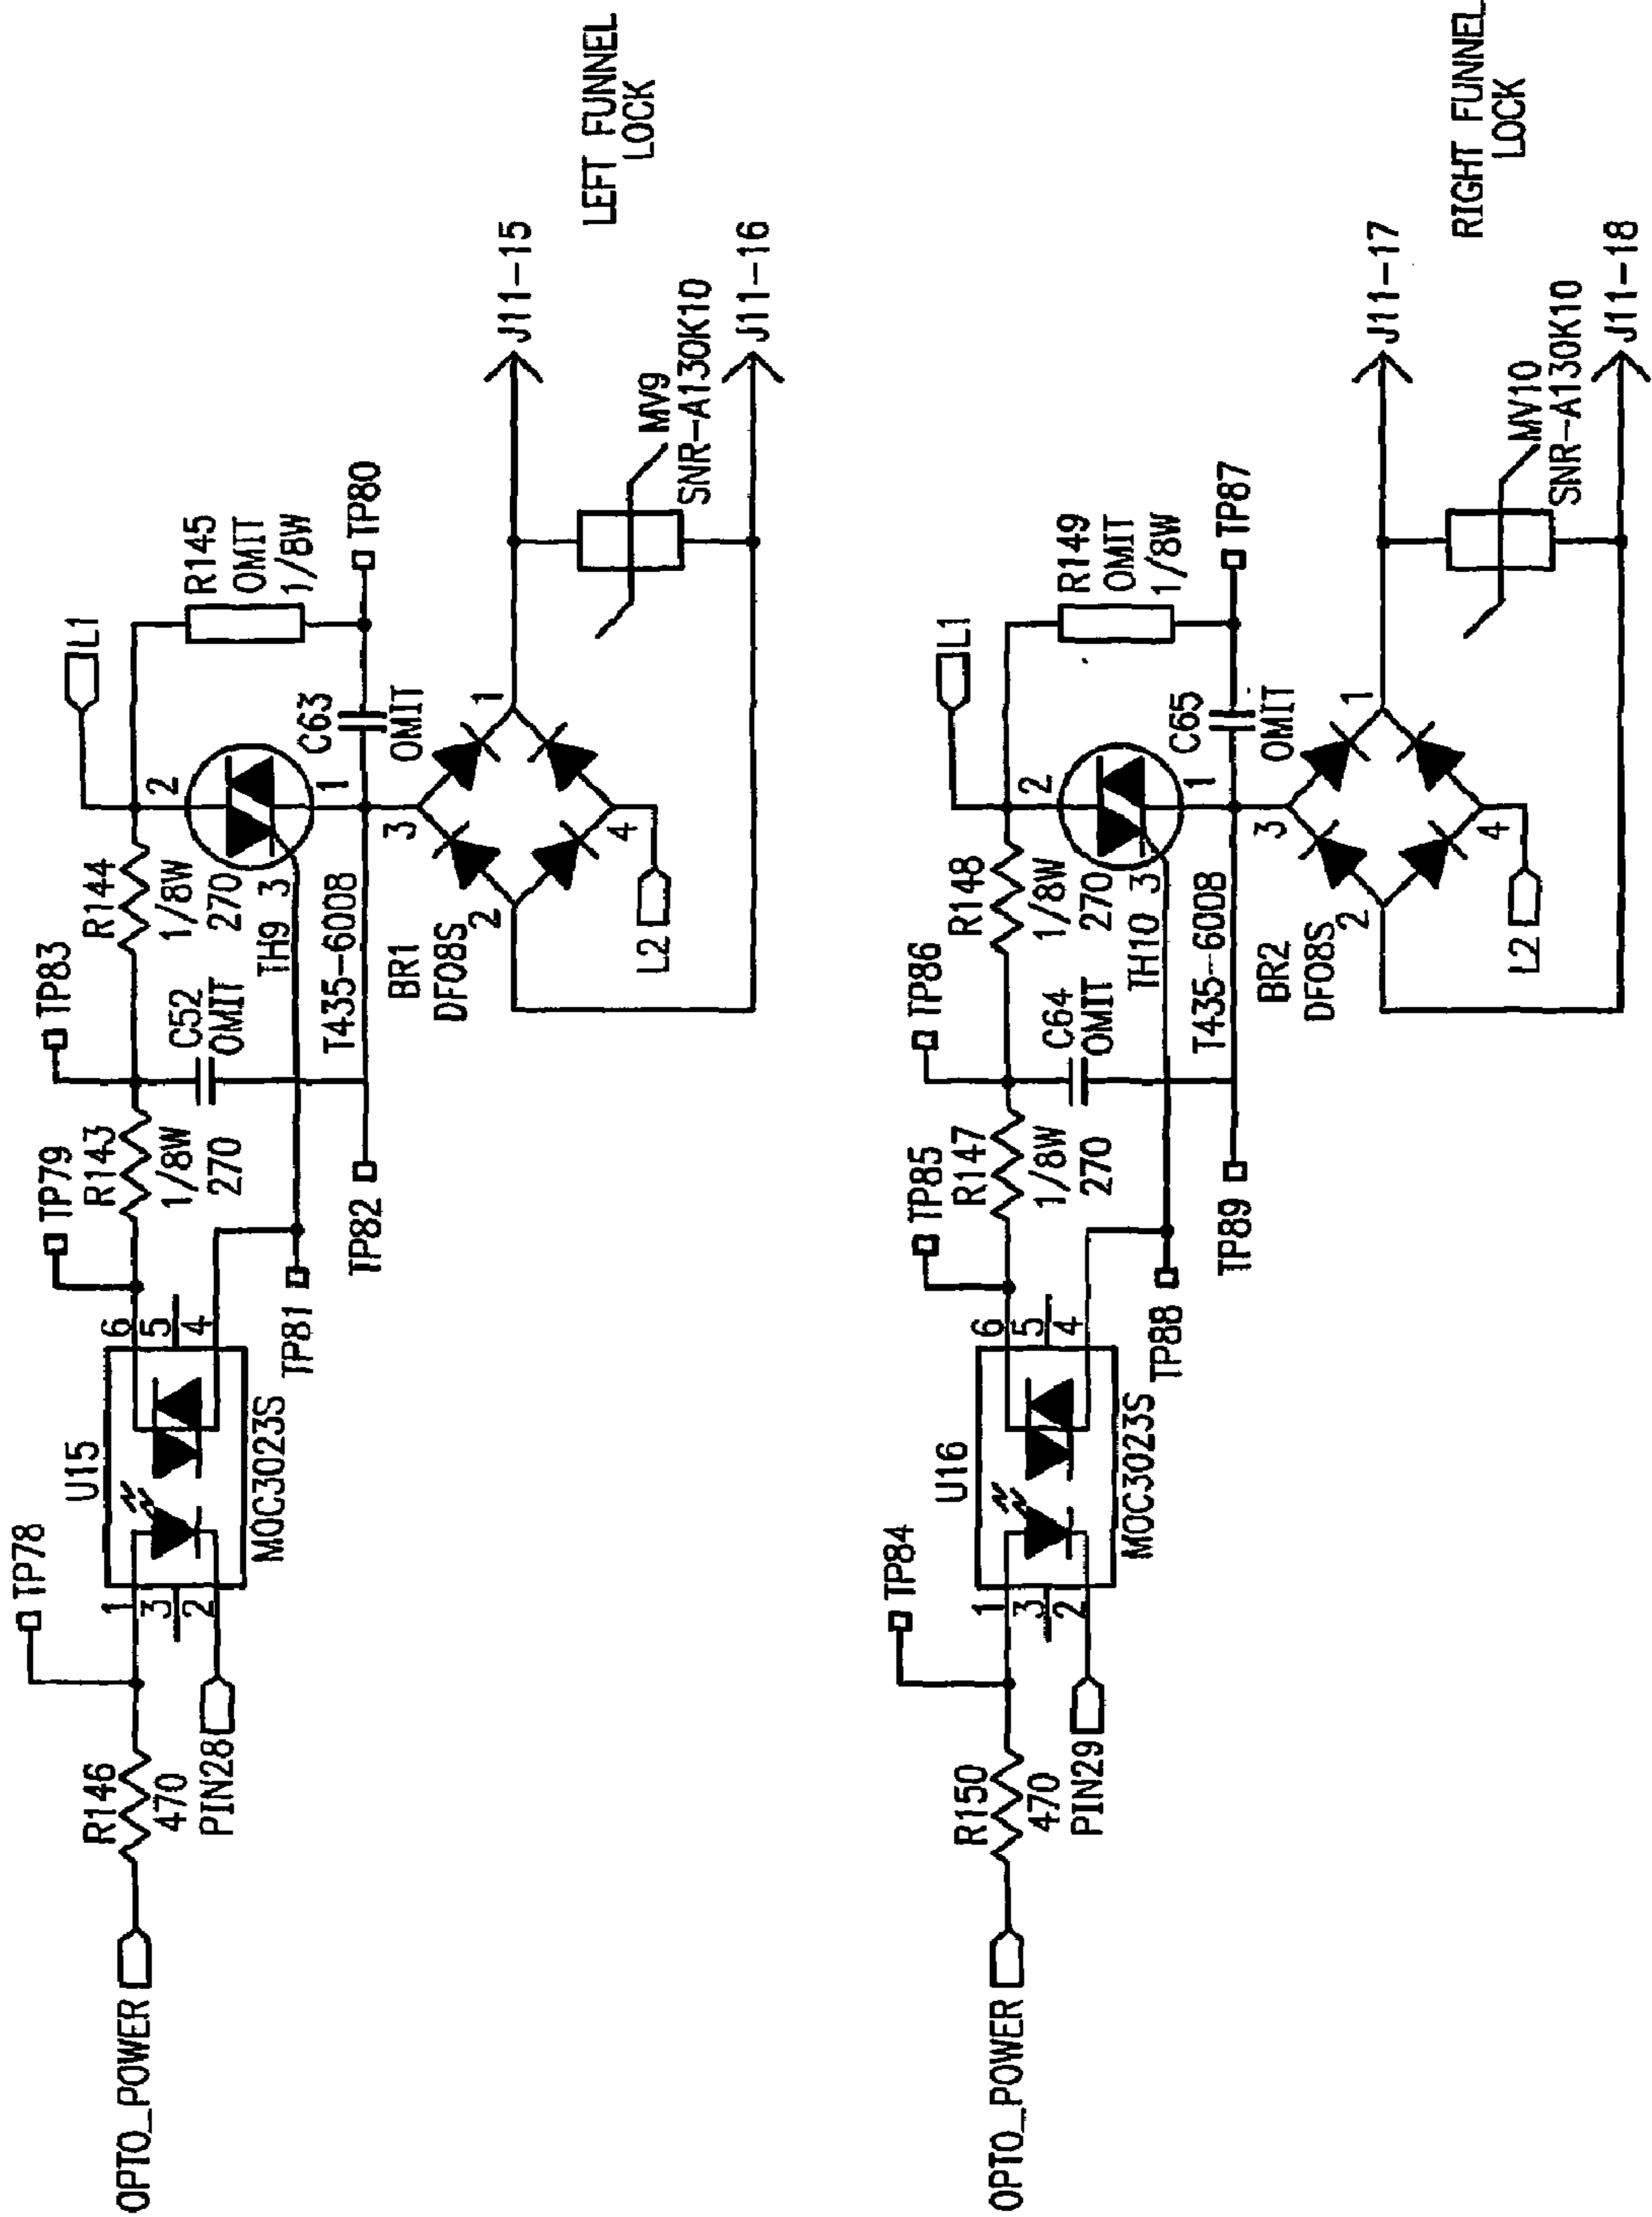 OPTO_POWER
R146
470
PIN28
TP78
1
3
2
U15
MOC3023S
6
5
4
TP79
R143
1/8W
270
TP81
TP82
TP83
C52
OMIT
R144
1/8W
270
TH9
3
T435-600B
2
1
L1
C63
OMIT
R145
OMIT
1/8W
TP80
BR1
DF08S
3
1
2
4
L2
MV9
SNR-A130K10
J11-15
J11-16
LEFT FUNNEL
LOCK
OPTO_POWER
R150
470
PIN29
TP84
1
3
2
U16
MOC3023S
6
5
4
TP85
R147
1/8W
270
TP88
TP89
TP86
C64
OMIT
R148
1/8W
270
TH10
3
T435-600B
2
1
L1
C65
OMIT
R149
OMIT
1/8W
TP87
BR2
DF08S
3
1
2
4
L2
MV10
SNR-A130K10
J11-17
J11-18
RIGHT FUNNEL
LOCK